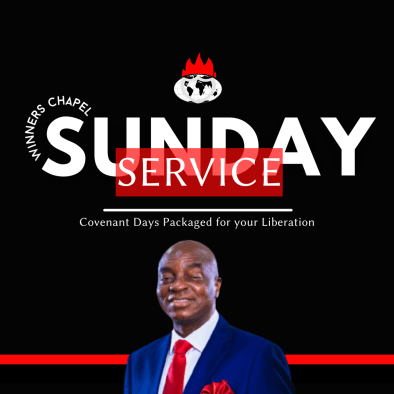 WINNERS CHAPEL
SUNDAY
SERVICE
Covenant Days Packaged for your Liberation